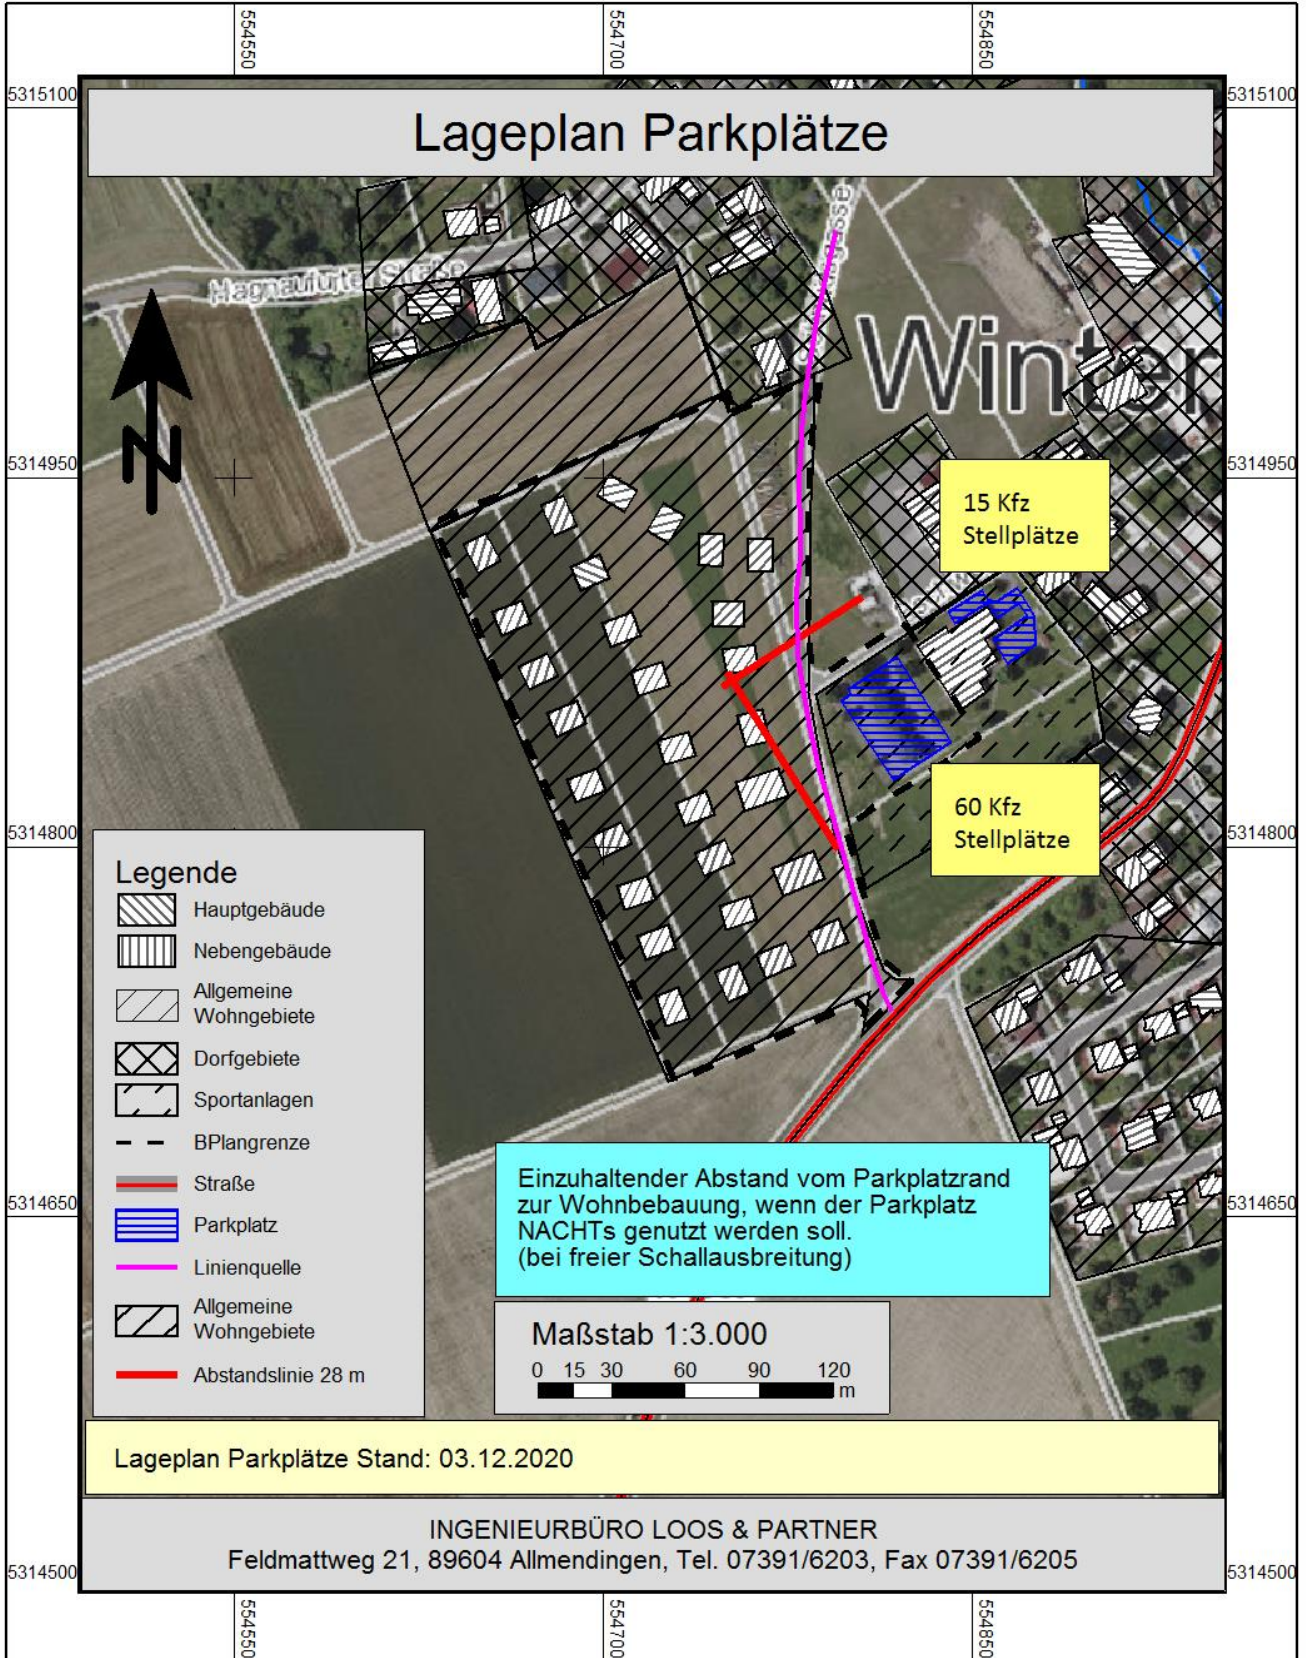 554550
554700
554850
5315100
5315100
Lageplan Parkplätze
Hagnaufurter Straße
Winter
5314950
5314950
15 Kfz
Stellplätze
60 Kfz
Stellplätze
5314800
5314800
Legende
Hauptgebäude
Nebengebäude
Allgemeine
Wohngebiete
Dorfgebiete
Sportanlagen
BPlangrenze
Straße
Parkplatz
Linienquelle
Allgemeine
Wohngebiete
Abstandslinie 28 m
5314650
5314650
Einzuhaltender Abstand vom Parkplatzrand
zur Wohnbebauung, wenn der Parkplatz
NACHTs genutzt werden soll.
(bei freier Schallausbreitung)
Maßstab 1:3.000
0 15 30 60 90 120
m
Lageplan Parkplätze Stand: 03.12.2020
INGENIEURBÜRO LOOS & PARTNER
Feldmattweg 21, 89604 Allmendingen, Tel. 07391/6203, Fax 07391/6205
5314500
5314500
554550
554700
554850
N